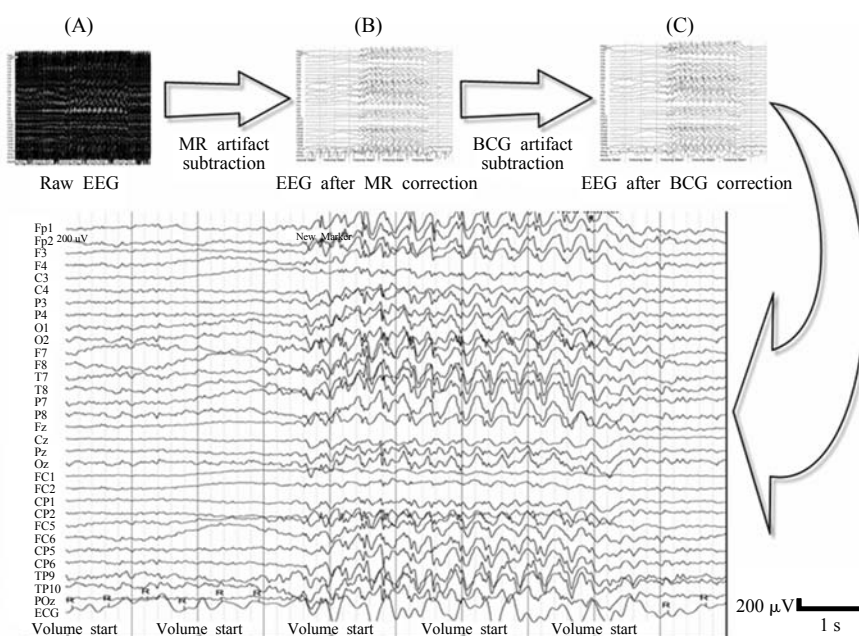 (A) (B) (C)
MR artifact subtraction
BCG artifact subtraction
Raw EEG
EEG after MR correction
EEG after BCG correction
Fp1
Fp2 200 uV
New Marker
F3
F4
C3
C4
P3
P4
O1
O2
F7
F8
T7
T8
P7
P8
Fz
Cz
Pz
Oz
FC1
FC2
CP1
CP2
FC5
FC6
CP5
CP6
TP9
TP10
POz
ECG
R R R R R R R
Volume start Volume start Volume start Volume start Volume start
200 µV
1 s